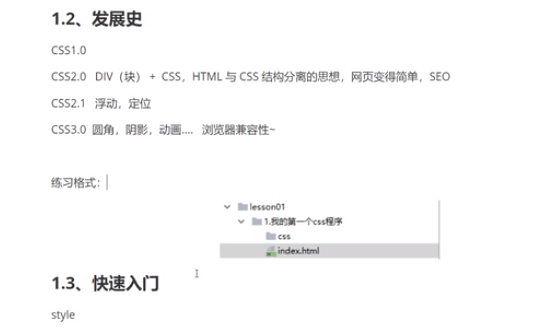 1.2、发展史
CSS1.0
CSS2.0 DIV（块）+ CSS，HTML 与 CSS 结构分离的思想，网页变得简单，SEO
CSS2.1 浮动，定位
CSS3.0 圆角，阴影，动画.... 浏览器兼容性~
练习格式：
lesson01
1.我的第一个css程序
css
index.html
1.3、快速入门
style